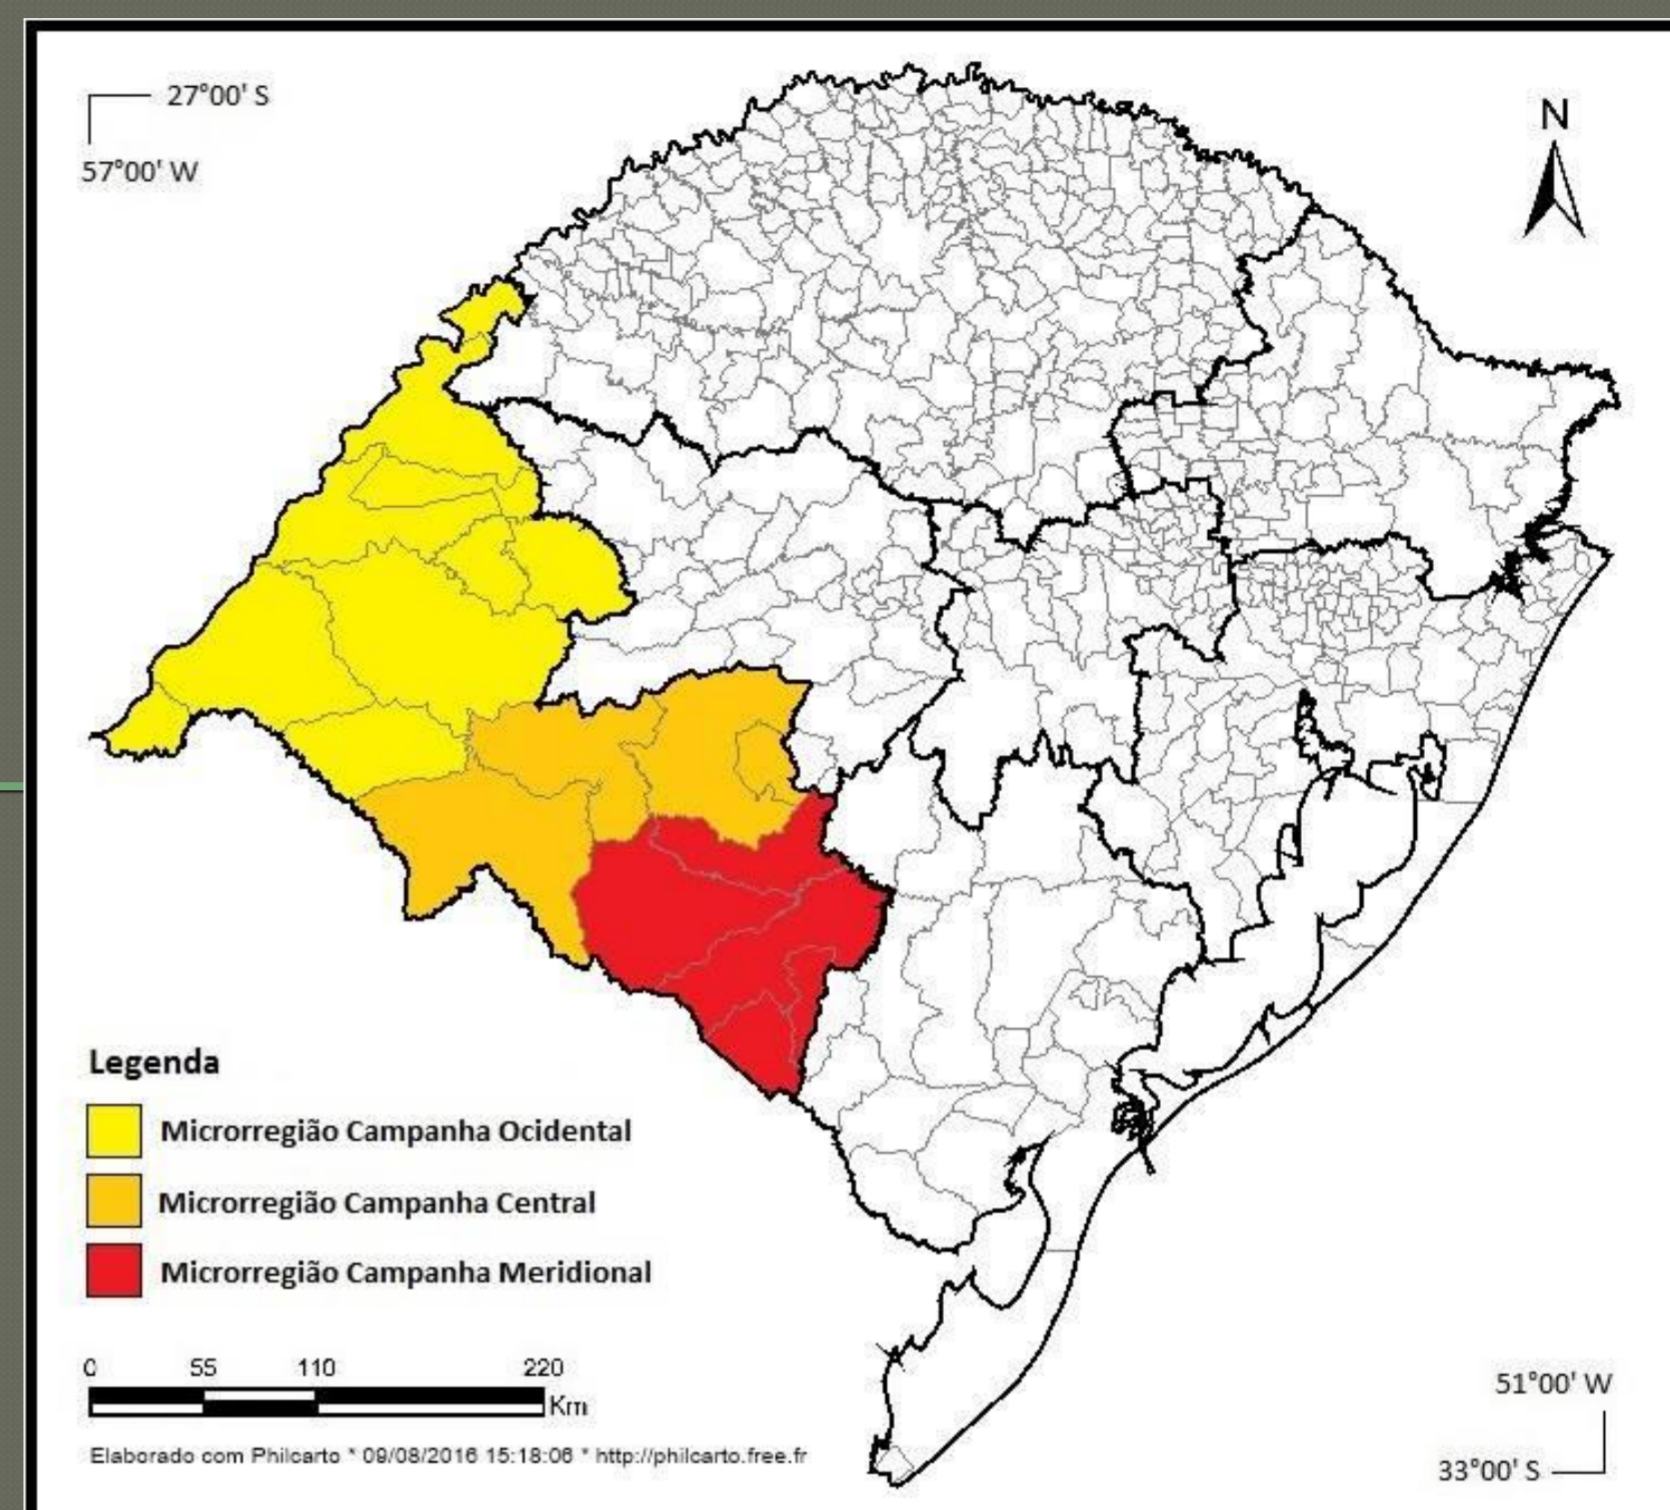 27°00' S
57°00' W
N
Legenda
Microrregião Campanha Ocidental
Microrregião Campanha Central
Microrregião Campanha Meridional
0 55 110 220
Km
Elaborado com Philcarto * 09/08/2016 15:18:06 * http://philcarto.free.fr
51°00' W
33°00' S